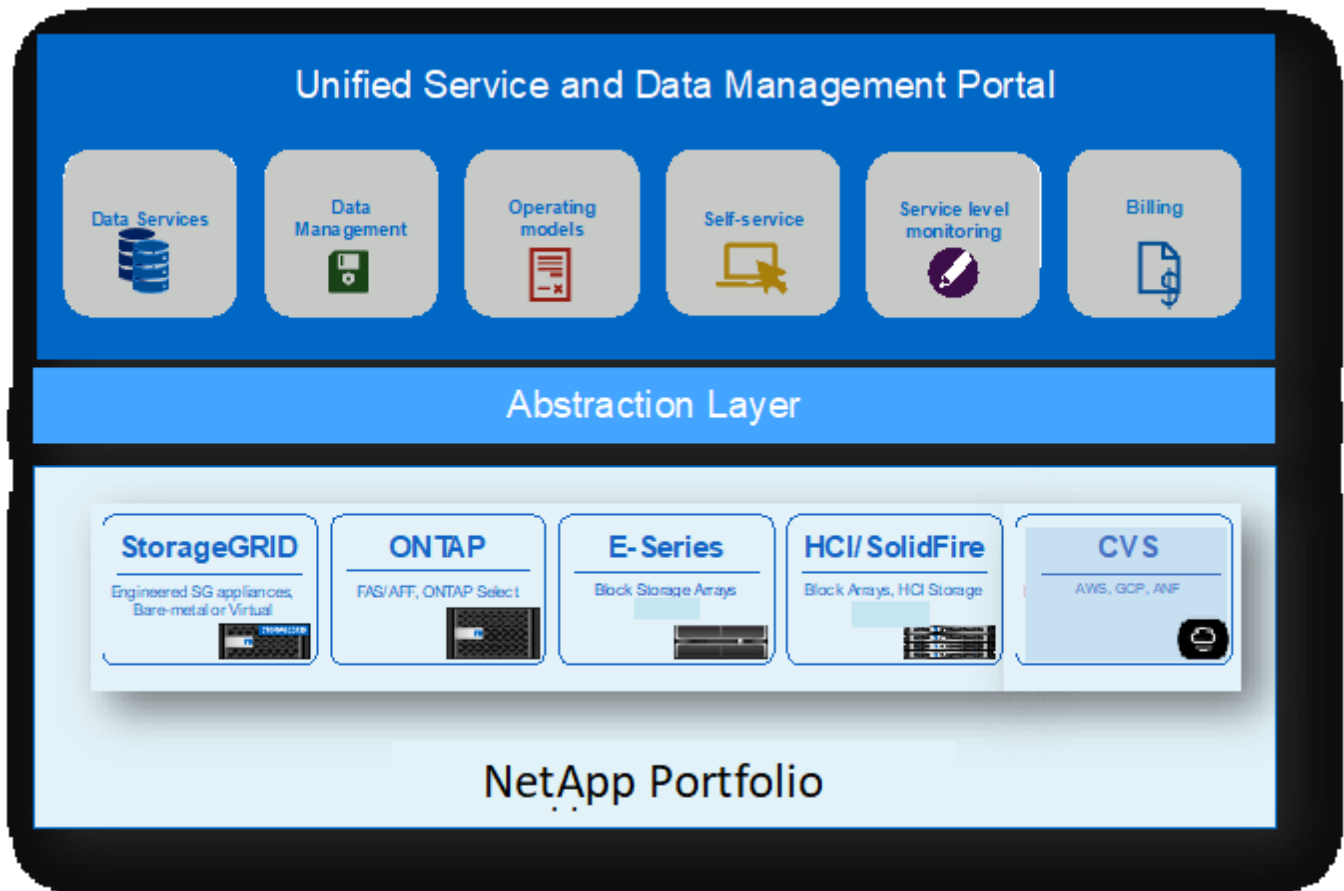 Unified Service and Data Management Portal
Data Services
Data
Management
Operating
models
Self-service
Service level
monitoring
Billing
Abstraction Layer
StorageGRID
Engineered SG appliances,
Bare-metal or Virtual
ONTAP
FAS/AFF, ONTAP Select
E-Series
Block Storage Arrays
HCI/SolidFire
Block Arrays, HCI Storage
CVS
AWS, GCP, ANF
NetApp Portfolio